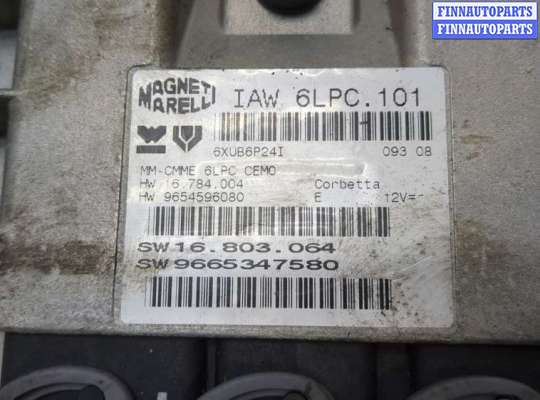 FINNAUTOPARTS
FINNAUTOPARTS
MAGNETI MARELLI
IAW 6LPC.101
6XUB6P24I 093 08
MM-CMME 6LPC CEMO
HW 16.784.004 Corbetta
HW 9654596080 E 12V=
SW16.803.064
SW9665347580